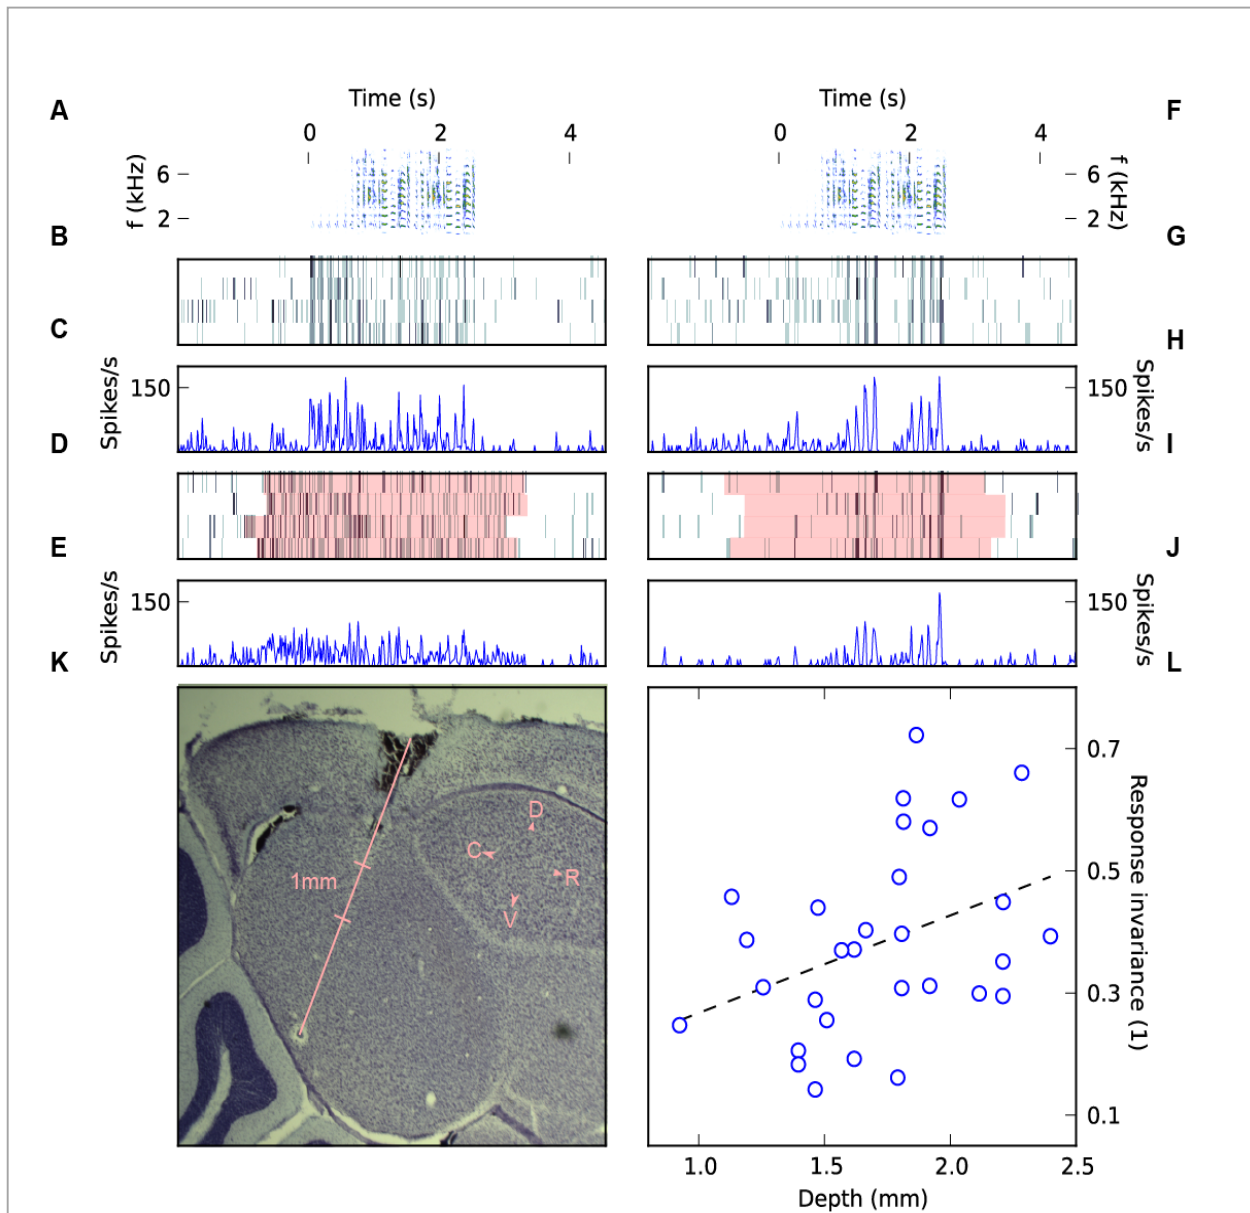 A
Time (s)
Time (s)
F
0 2 4
0 2 4
f (kHz)
6
2
6
2
f (kHz)
B
G
C
H
Spikes/s
150
150
Spikes/s
D
I
E
J
Spikes/s
150
150
Spikes/s
K
L
D
C
R
1mm
V
0.7
0.5
0.3
0.1
Response invariance (1)
1.0 1.5 2.0 2.5
Depth (mm)